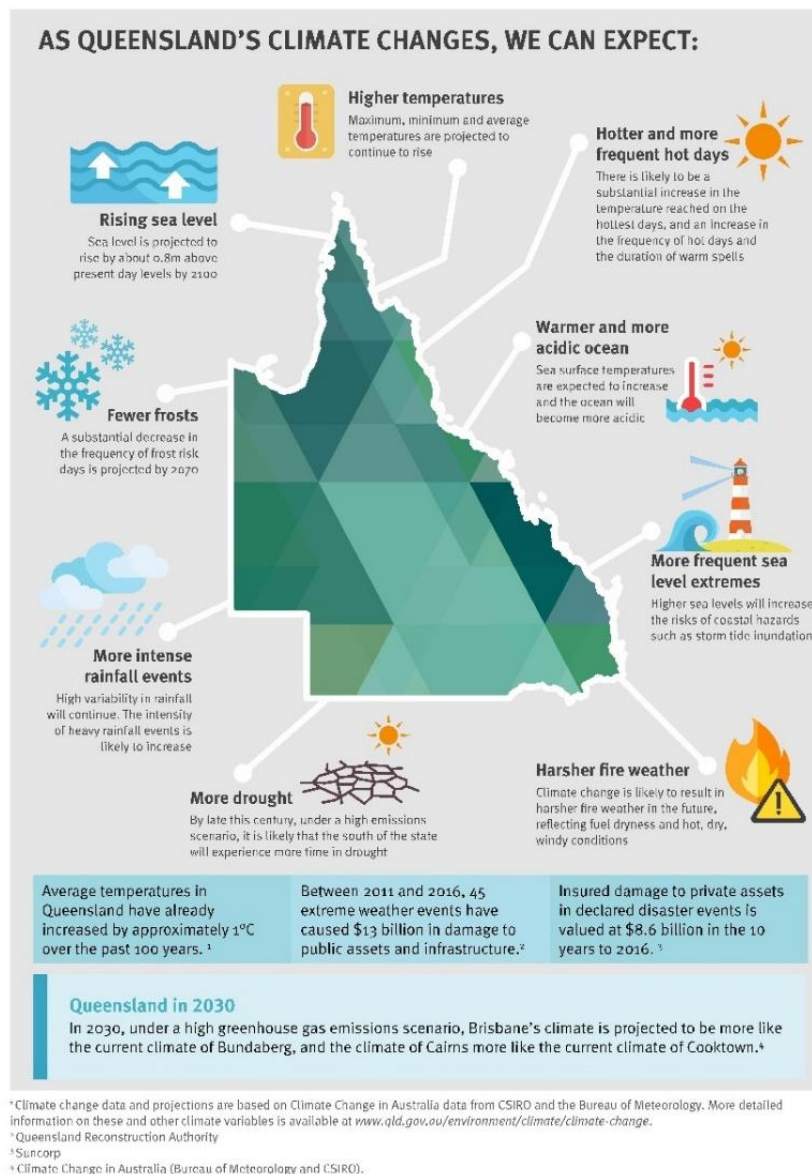 AS QUEENSLAND'S CLIMATE CHANGES, WE CAN EXPECT:
Higher temperatures
Maximum, minimum and average
temperatures are projected to
continue to rise
Hotter and more
frequent hot days
There is likely to be a
substantial increase in the
temperature reached on the
hottest days, and an increase in
the frequency of hot days and
the duration of warm spells
Rising sea level
Sea level is projected to
rise by about 0.8m above
present day levels by 2100
Warmer and more
acidic ocean
Sea surface temperatures
are expected to increase
and the ocean will
become more acidic
Fewer frosts
A substantial decrease in
the frequency of frost risk
days is projected by 2070
More frequent sea
level extremes
Higher sea levels will increase
the risks of coastal hazards
such as storm tide inundation
More intense
rainfall events
High variability in rainfall
will continue. The intensity
of heavy rainfall events is
likely to increase
More drought
By late this century, under a high emissions
scenario, it is likely that the south of the state
will experience more time in drought
Harsher fire weather
Climate change is likely to result in
harsher fire weather in the future,
reflecting fuel dryness and hot, dry,
windy conditions
Average temperatures in
Queensland have already
increased by approximately 1°C
over the past 100 years. ¹
Between 2011 and 2016, 45
extreme weather events have
caused $13 billion in damage to
public assets and infrastructure.²
Insured damage to private assets
in declared disaster events is
valued at $8.6 billion in the 10
years to 2016. ³
Queensland in 2030
In 2030, under a high greenhouse gas emissions scenario, Brisbane's climate is projected to be more like
the current climate of Bundaberg, and the climate of Cairns more like the current climate of Cooktown.⁴
¹ Climate change data and projections are based on Climate Change in Australia data from CSIRO and the Bureau of Meteorology. More detailed
information on these and other climate variables is available at www.qld.gov.au/environment/climate/climate-change.
² Queensland Reconstruction Authority
³ Suncorp
⁴ Climate Change in Australia (Bureau of Meteorology and CSIRO).